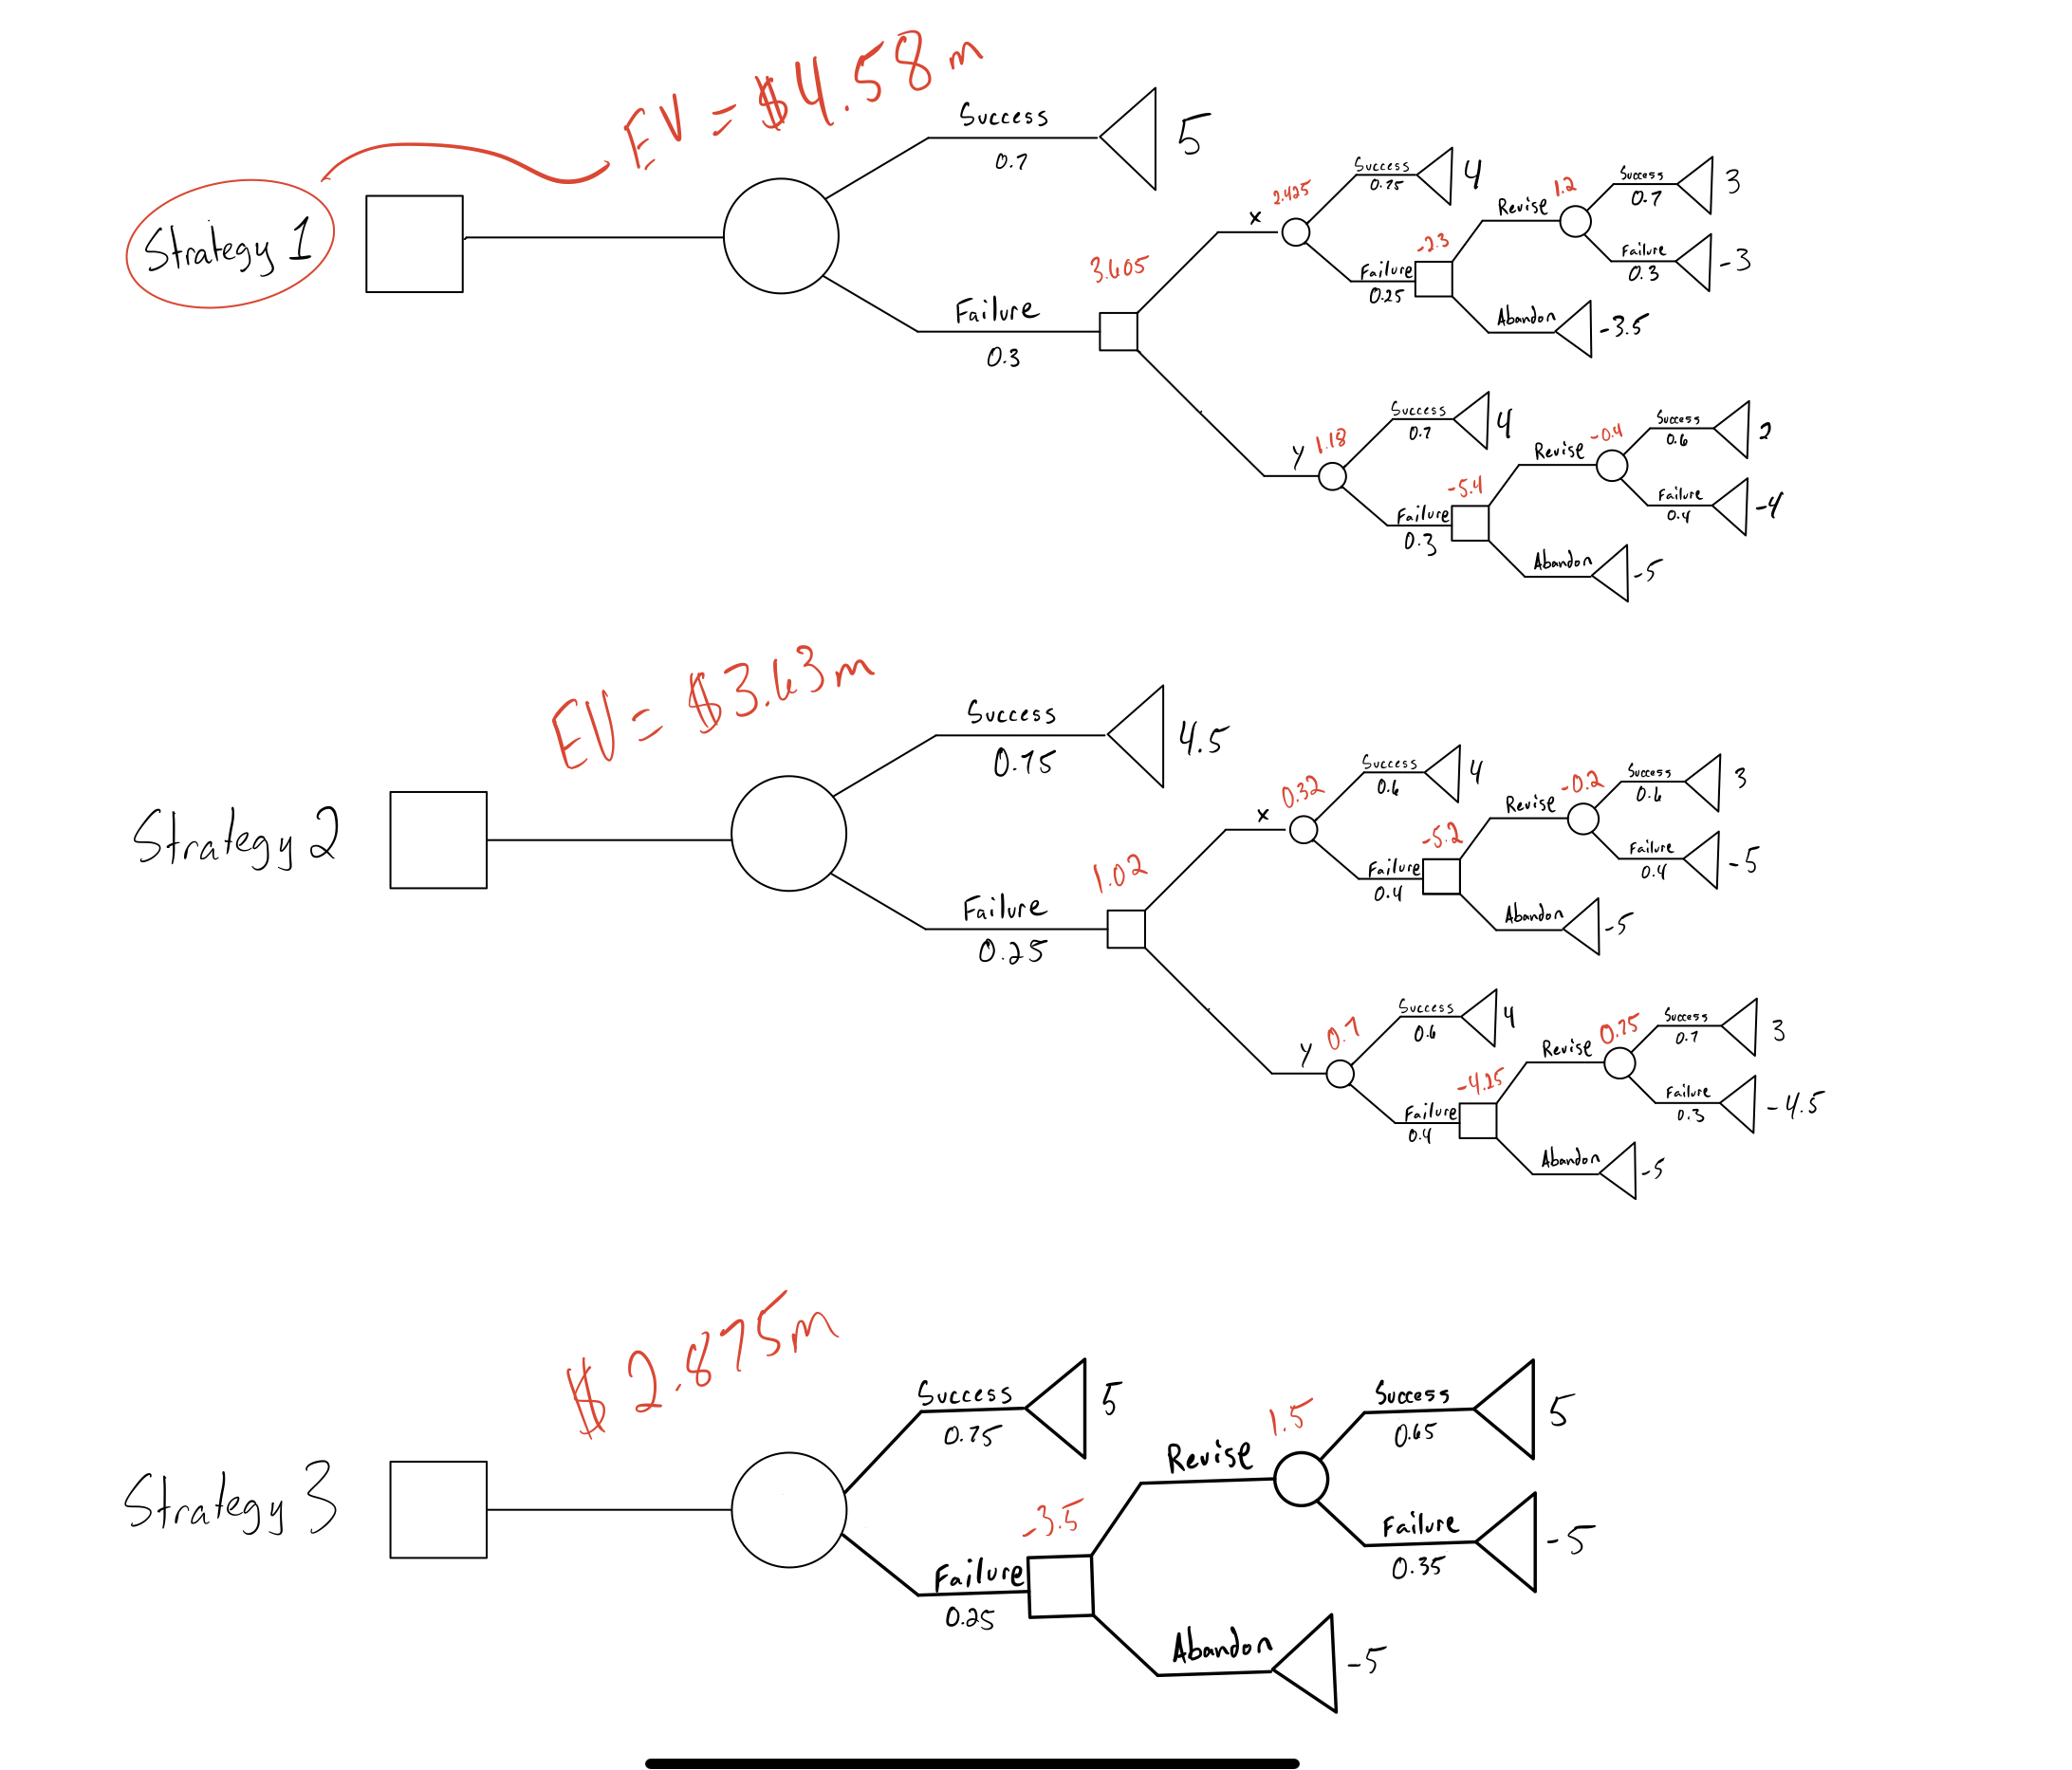 EV = $4.58m
Strategy 1
Success
0.7
5
Failure
0.3
3.605
x
2.425
Success
0.75
4
Failure
0.25
-2.3
Revise
1.2
Success
0.7
3
Failure
0.3
-3
Abandon
-3.5
y
1.18
Success
0.7
4
Failure
0.3
-5.4
Revise
-0.4
Success
0.6
2
Failure
0.4
-4
Abandon
-5
EV = $3.63m
Strategy 2
Success
0.75
4.5
Failure
0.25
1.02
x
0.32
Success
0.6
4
Failure
0.4
-5.2
Revise
-0.2
Success
0.6
3
Failure
0.4
-5
Abandon
-5
y
0.7
Success
0.6
4
Failure
0.4
-4.25
Revise
0.75
Success
0.7
3
Failure
0.3
-4.5
Abandon
-5
$2.875m
Strategy 3
Success
0.75
5
Failure
0.25
-3.5
Revise
1.5
Success
0.65
5
Failure
0.35
-5
Abandon
-5